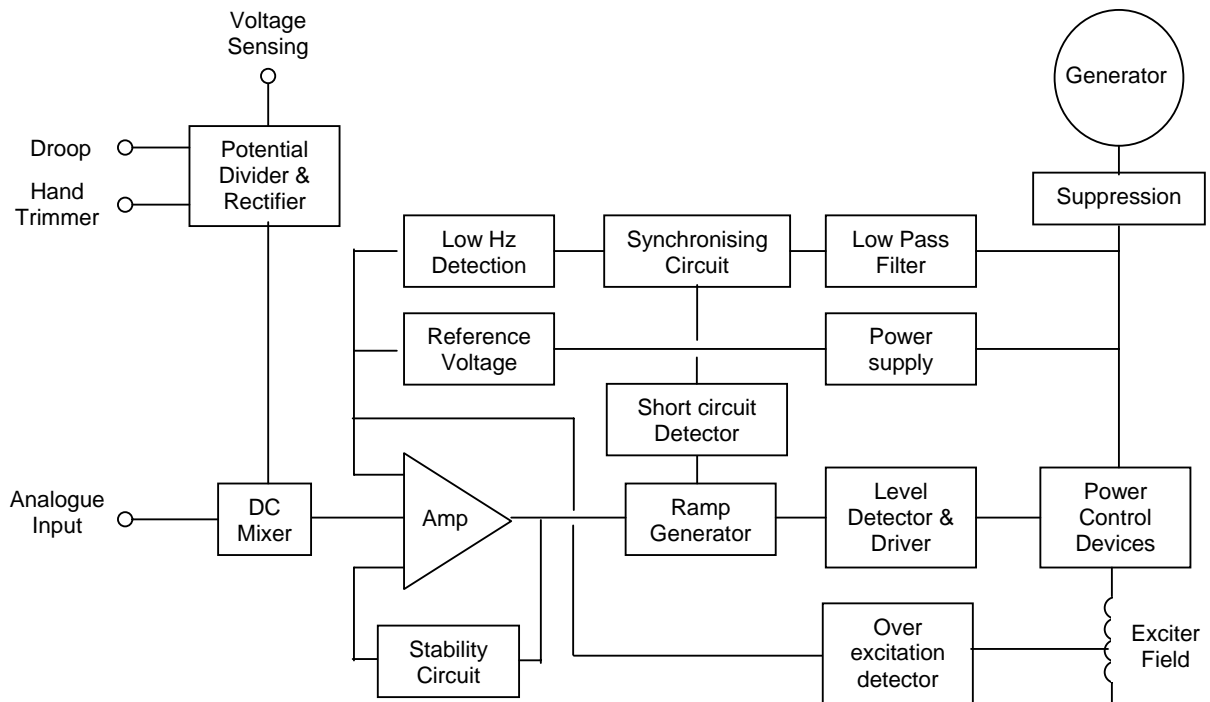 Voltage
Sensing
Generator
Droop
Potential
Divider &
Rectifier
Hand
Trimmer
Suppression
Low Hz
Detection
Synchronising
Circuit
Low Pass
Filter
Reference
Voltage
Power
supply
Short circuit
Detector
Analogue
Input
DC
Mixer
Amp
Ramp
Generator
Level
Detector &
Driver
Power
Control
Devices
Stability
Circuit
Over
excitation
detector
Exciter
Field